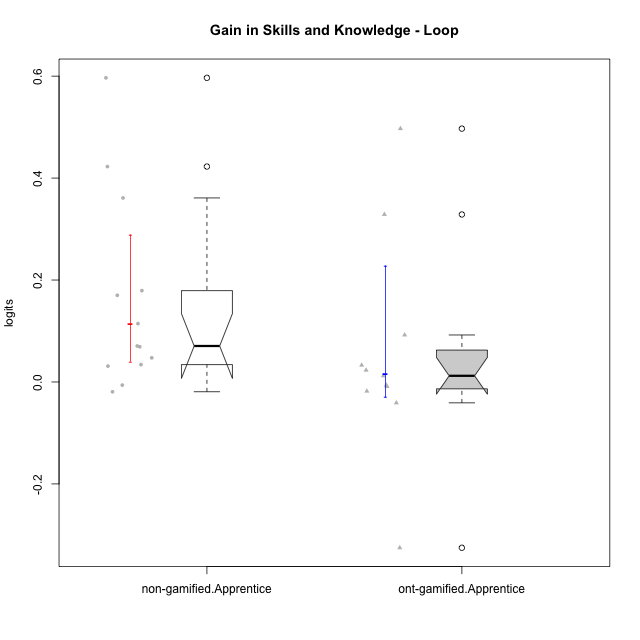 Gain in Skills and Knowledge - Loop
logits
0.6
0.4
0.2
0.0
-0.2
non-gamified.Apprentice
ont-gamified.Apprentice